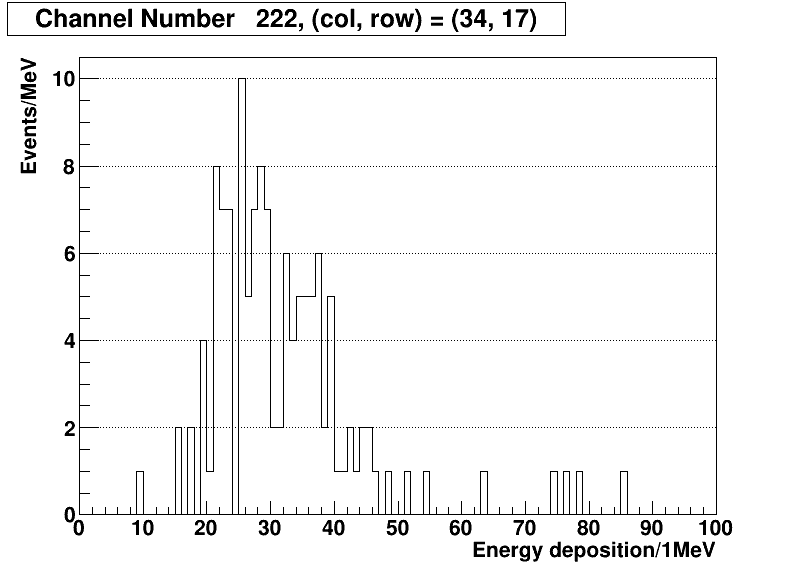 Channel Number 222, (col, row) = (34, 17)
Events/MeV
10
8
6
4
2
0
0 10 20 30 40 50 60 70 80 90 100
Energy deposition/1MeV